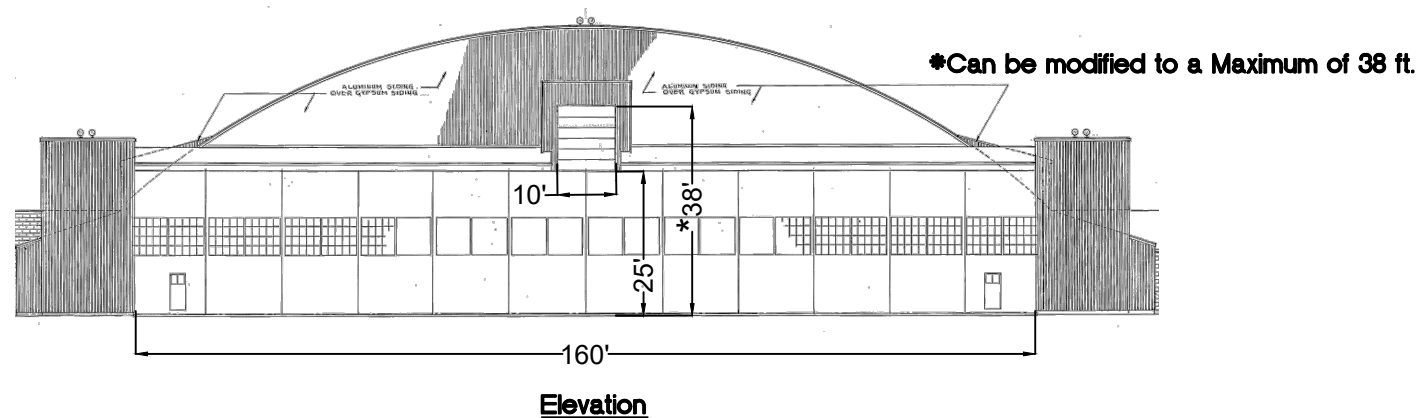 *Can be modified to a Maximum of 38 ft.
ALUMINUM SIDING
OVER GYPSUM SIDING
ALUMINUM SIDING
OVER GYPSUM SIDING
10'
*38'
25'
160'
Elevation